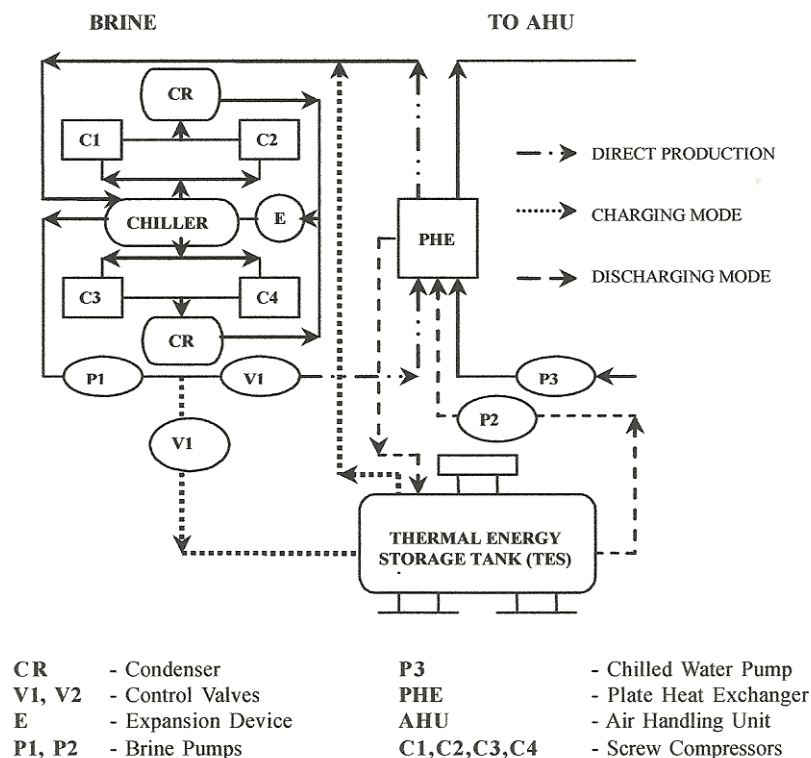 BRINE
TO AHU
CR
C1
C2
DIRECT PRODUCTION
CHARGING MODE
DISCHARGING MODE
CHILLER
E
PHE
C3
C4
CR
P1
V1
P3
P2
V1
THERMAL ENERGY
STORAGE TANK (TES)
CR - Condenser
V1, V2 - Control Valves
E - Expansion Device
P1, P2 - Brine Pumps
P3 - Chilled Water Pump
PHE - Plate Heat Exchanger
AHU - Air Handling Unit
C1,C2,C3,C4 - Screw Compressors